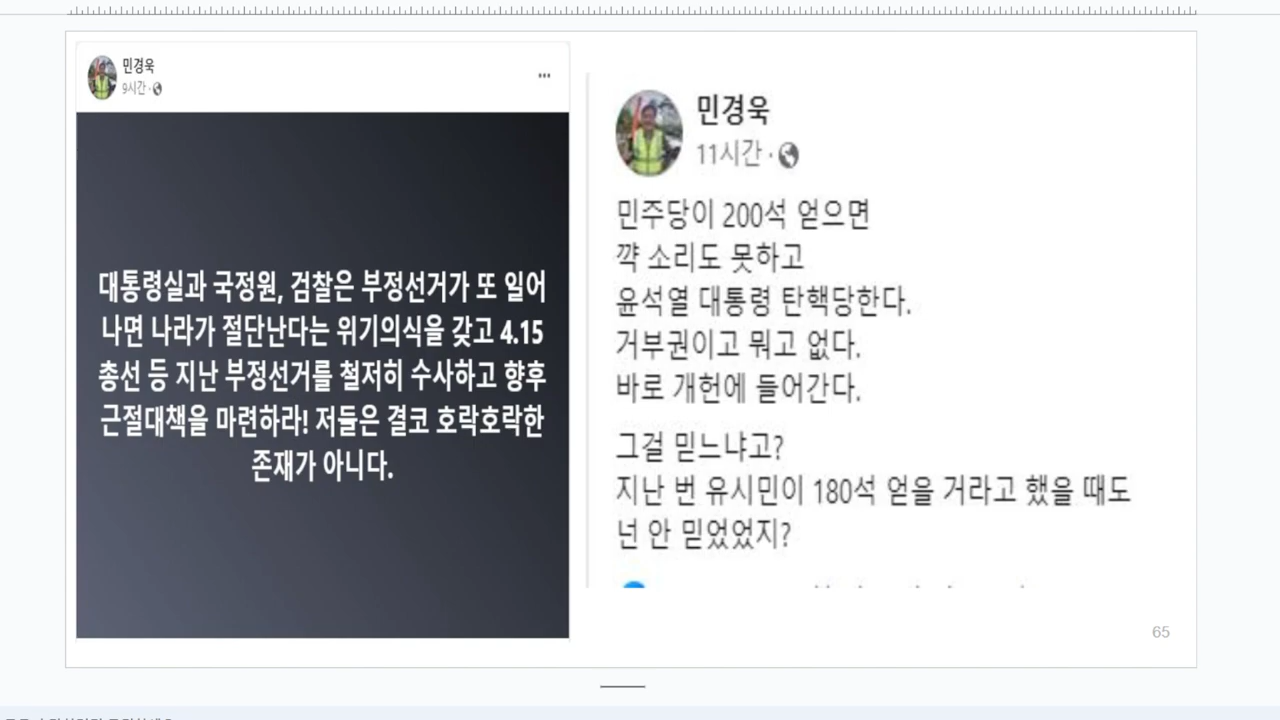 민경욱
9시간 ·
대통령실과 국정원, 검찰은 부정선거가 또 일어
나면 나라가 절단난다는 위기의식을 갖고 4.15
총선 등 지난 부정선거를 철저히 수사하고 향후
근절대책을 마련하라! 저들은 결코 호락호락한
존재가 아니다.
민경욱
11시간 ·
민주당이 200석 얻으면
꺅 소리도 못하고
윤석열 대통령 탄핵당한다.
거부권이고 뭐고 없다.
바로 개헌에 들어간다.
그걸 믿느냐고?
지난 번 유시민이 180석 얻을 거라고 했을 때도
넌 안 믿었었지?
65